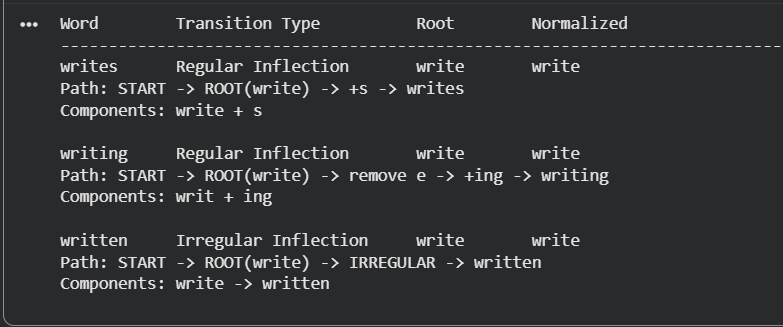 Word Transition Type Root Normalized
--------------------------------------------------------------------------------
writes Regular Inflection write write
Path: START -> ROOT(write) -> +s -> writes
Components: write + s
writing Regular Inflection write write
Path: START -> ROOT(write) -> remove e -> +ing -> writing
Components: writ + ing
written Irregular Inflection write write
Path: START -> ROOT(write) -> IRREGULAR -> written
Components: write -> written